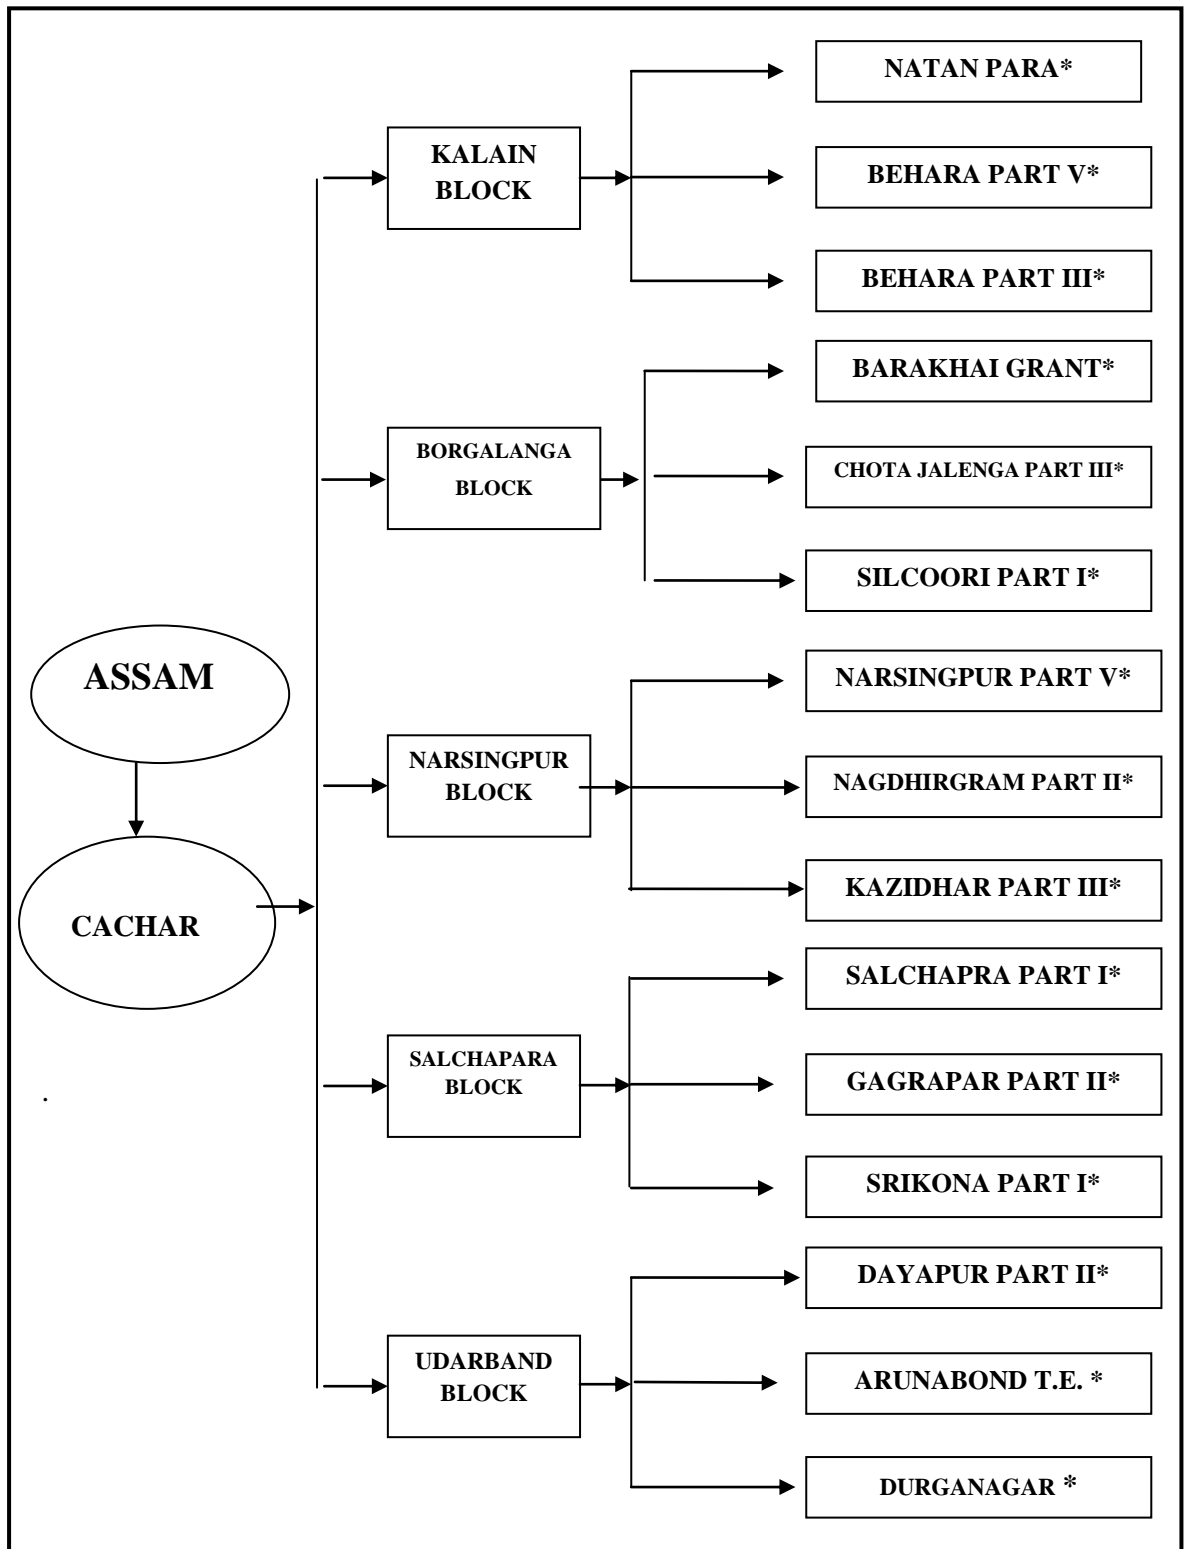 ASSAM
CACHAR
KALAIN
BLOCK
NATAN PARA*
BEHARA PART V*
BEHARA PART III*
BORGALANGA
BLOCK
BARAKHAI GRANT*
CHOTA JALENGA PART III*
SILCOORI PART I*
NARSINGPUR
BLOCK
NARSINGPUR PART V*
NAGDHIRGRAM PART II*
KAZIDHAR PART III*
SALCHAPARA
BLOCK
SALCHAPRA PART I*
GAGRAPAR PART II*
SRIKONA PART I*
UDARBAND
BLOCK
DAYAPUR PART II*
ARUNABOND T.E. *
DURGANAGAR *
.